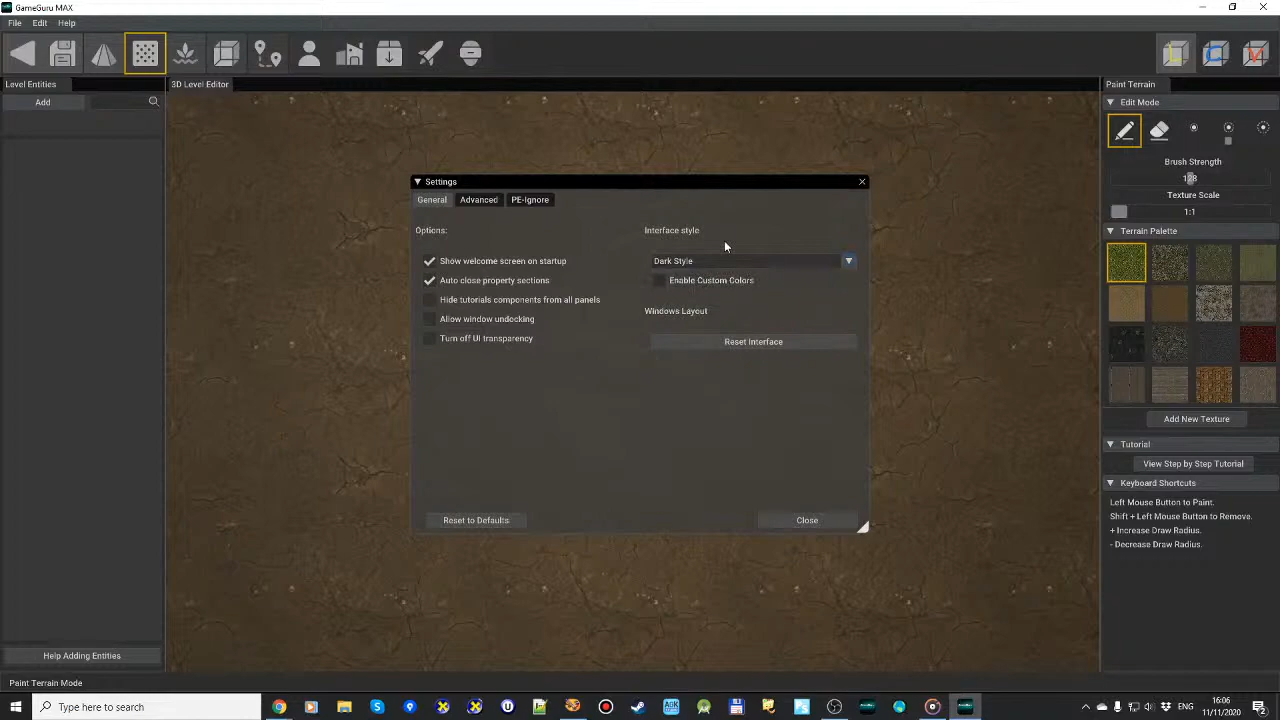 GameGuru MAX
File Edit Help
Level Entities
3D Level Editor
Paint Terrain
Add
Edit Mode
Brush Strength
Texture Scale
1:1
Terrain Palette
Add New Texture
Tutorial
View Step by Step Tutorial
Keyboard Shortcuts
Left Mouse Button to Paint.
Shift + Left Mouse Button to Remove.
+ Increase Draw Radius.
- Decrease Draw Radius.
Settings
General Advanced PE-Ignore
Options:
Show welcome screen on startup
Auto close property sections
Hide tutorials components from all panels
Allow window undocking
Turn off UI transparency
Interface style
Dark Style
Enable Custom Colors
Windows Layout
Reset Interface
Reset to Defaults
Close
Help Adding Entities
Paint Terrain Mode
Type here to search
16:06
11/11/2020